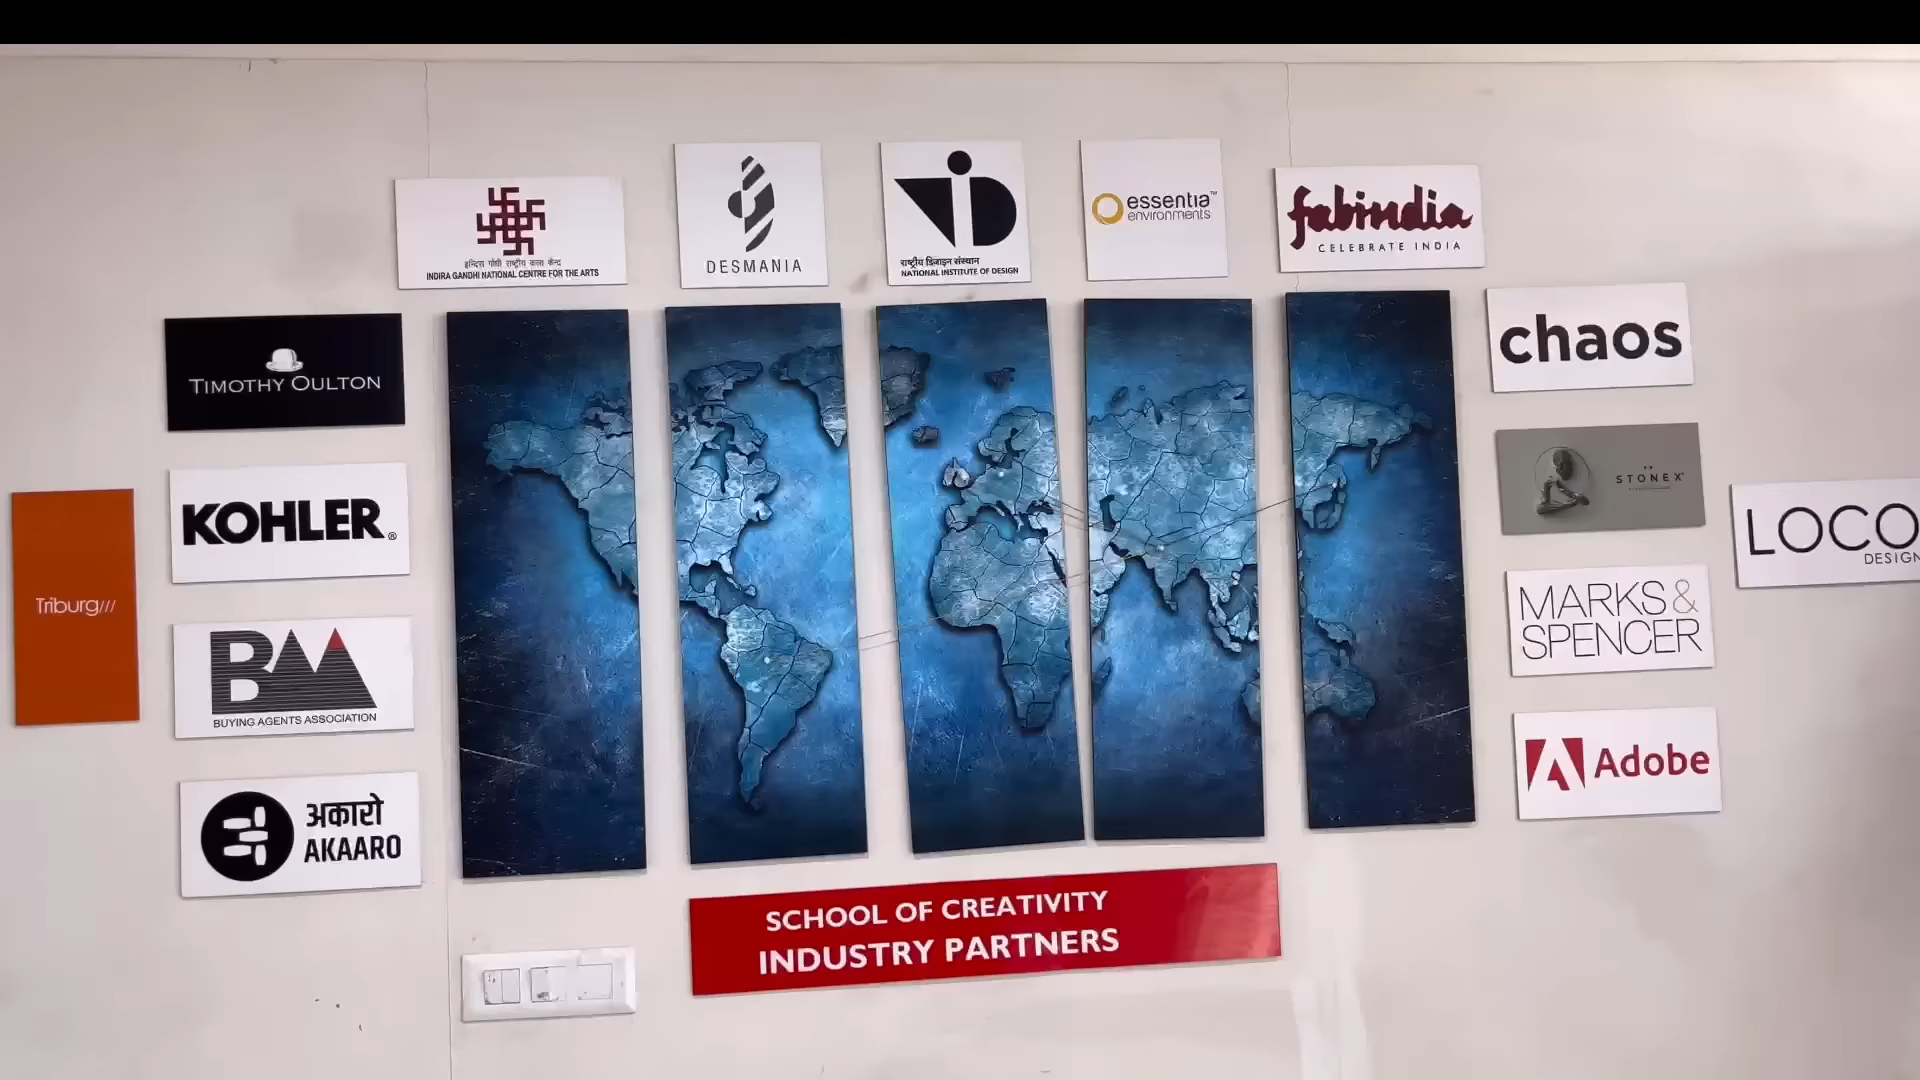 इन्दिरा गाँधी राष्ट्रीय कला केन्द्र
INDIRA GANDHI NATIONAL CENTRE FOR THE ARTS
DESMANIA
राष्ट्रीय डिजाइन संस्थान
NATIONAL INSTITUTE OF DESIGN
essentia™
environments
fabindia
CELEBRATE INDIA
TIMOTHY OULTON
KOHLER®
Triburg///
BAA
BUYING AGENTS ASSOCIATION
अकारो
AKAARO
chaos
STONEX
LOCO
DESIGN
MARKS &
SPENCER
Adobe
SCHOOL OF CREATIVITY
INDUSTRY PARTNERS